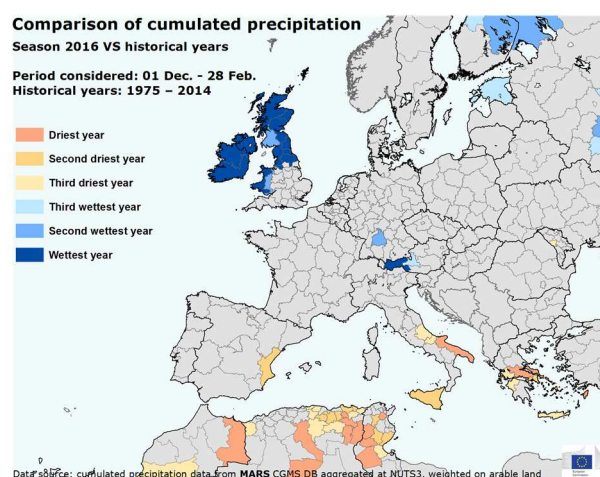 Comparison of cumulated precipitation
Season 2016 VS historical years
Period considered: 01 Dec. - 28 Feb.
Historical years: 1975 – 2014
Driest year
Second driest year
Third driest year
Third wettest year
Second wettest year
Wettest year
Data source: cumulated precipitation data from MARS CGMS DB aggregated at NUTS3, weighted on arable land